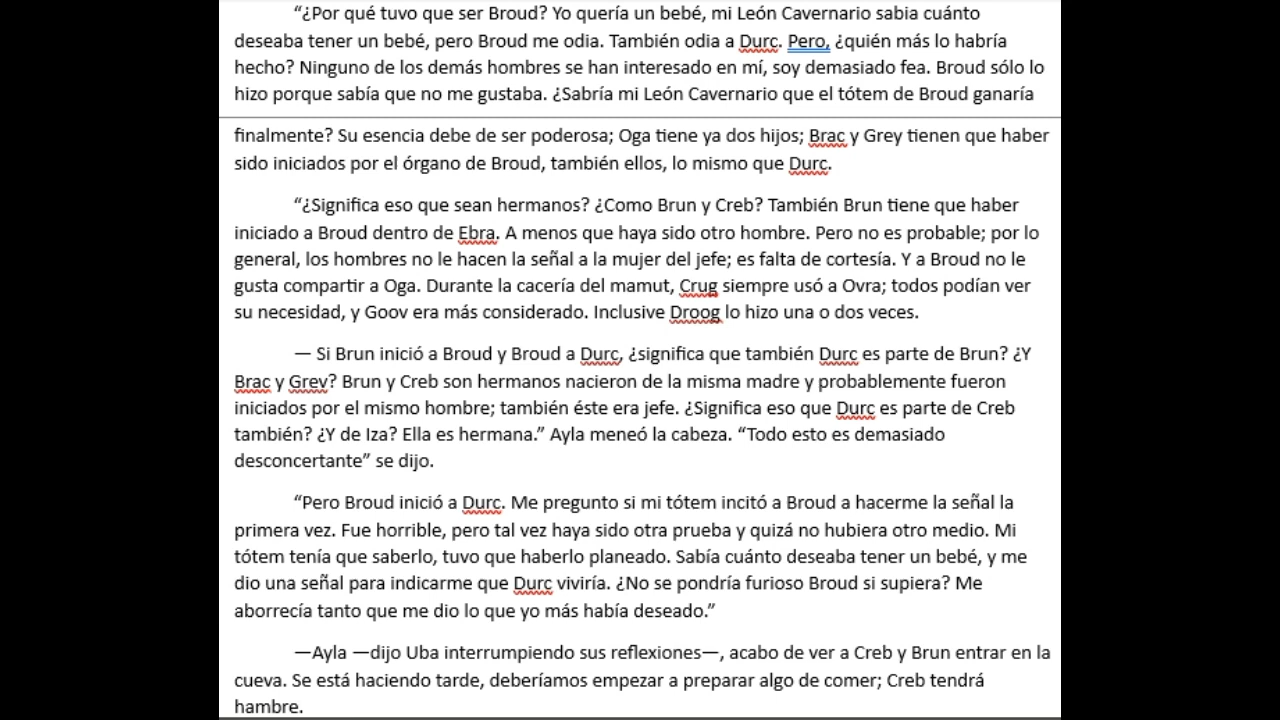 “¿Por qué tuvo que ser Broud? Yo quería un bebé, mi León Cavernario sabia cuánto
deseaba tener un bebé, pero Broud me odia. También odia a Durc. Pero, ¿quién más lo habría
hecho? Ninguno de los demás hombres se han interesado en mí, soy demasiado fea. Broud sólo lo
hizo porque sabía que no me gustaba. ¿Sabría mi León Cavernario que el tótem de Broud ganaría
finalmente? Su esencia debe de ser poderosa; Oga tiene ya dos hijos; Brac y Grey tienen que haber
sido iniciados por el órgano de Broud, también ellos, lo mismo que Durc.
“¿Significa eso que sean hermanos? ¿Como Brun y Creb? También Brun tiene que haber
iniciado a Broud dentro de Ebra. A menos que haya sido otro hombre. Pero no es probable; por lo
general, los hombres no le hacen la señal a la mujer del jefe; es falta de cortesía. Y a Broud no le
gusta compartir a Oga. Durante la cacería del mamut, Crug siempre usó a Ovra; todos podían ver
su necesidad, y Goov era más considerado. Inclusive Droog lo hizo una o dos veces.
— Si Brun inició a Broud y Broud a Durc, ¿significa que también Durc es parte de Brun? ¿Y
Brac y Grev? Brun y Creb son hermanos nacieron de la misma madre y probablemente fueron
iniciados por el mismo hombre; también éste era jefe. ¿Significa eso que Durc es parte de Creb
también? ¿Y de Iza? Ella es hermana.” Ayla meneó la cabeza. “Todo esto es demasiado
desconcertante” se dijo.
“Pero Broud inició a Durc. Me pregunto si mi tótem incitó a Broud a hacerme la señal la
primera vez. Fue horrible, pero tal vez haya sido otra prueba y quizá no hubiera otro medio. Mi
tótem tenía que saberlo, tuvo que haberlo planeado. Sabía cuánto deseaba tener un bebé, y me
dio una señal para indicarme que Durc viviría. ¿No se pondría furioso Broud si supiera? Me
aborrecía tanto que me dio lo que yo más había deseado.”
—Ayla —dijo Uba interrumpiendo sus reflexiones—, acabo de ver a Creb y Brun entrar en la
cueva. Se está haciendo tarde, deberíamos empezar a preparar algo de comer; Creb tendrá
hambre.